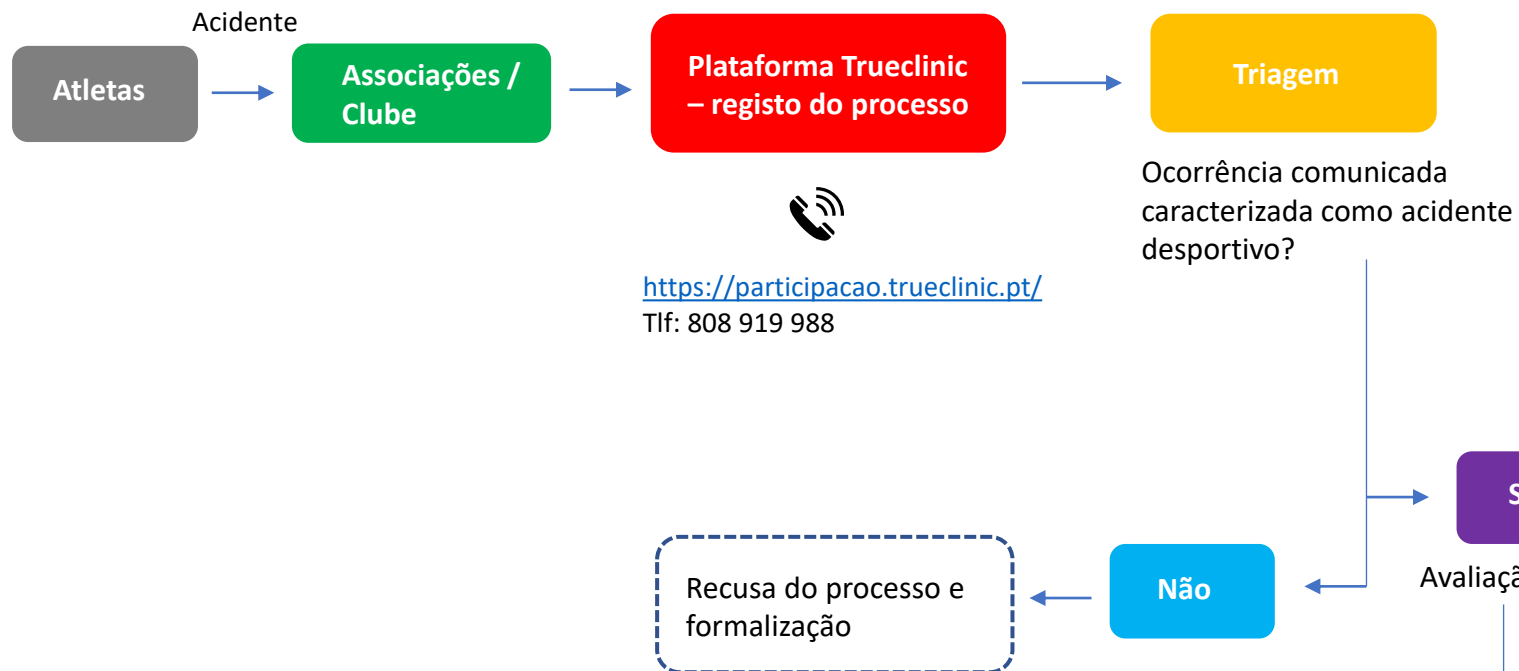 Acidente
Atletas
Associações /
Clube
Plataforma Trueclinic
– registo do processo
Triagem
Ocorrência comunicada
caracterizada como acidente
desportivo?
https://participacao.trueclinic.pt/
Tlf: 808 919 988
S
Recusa do processo e
formalização
Não